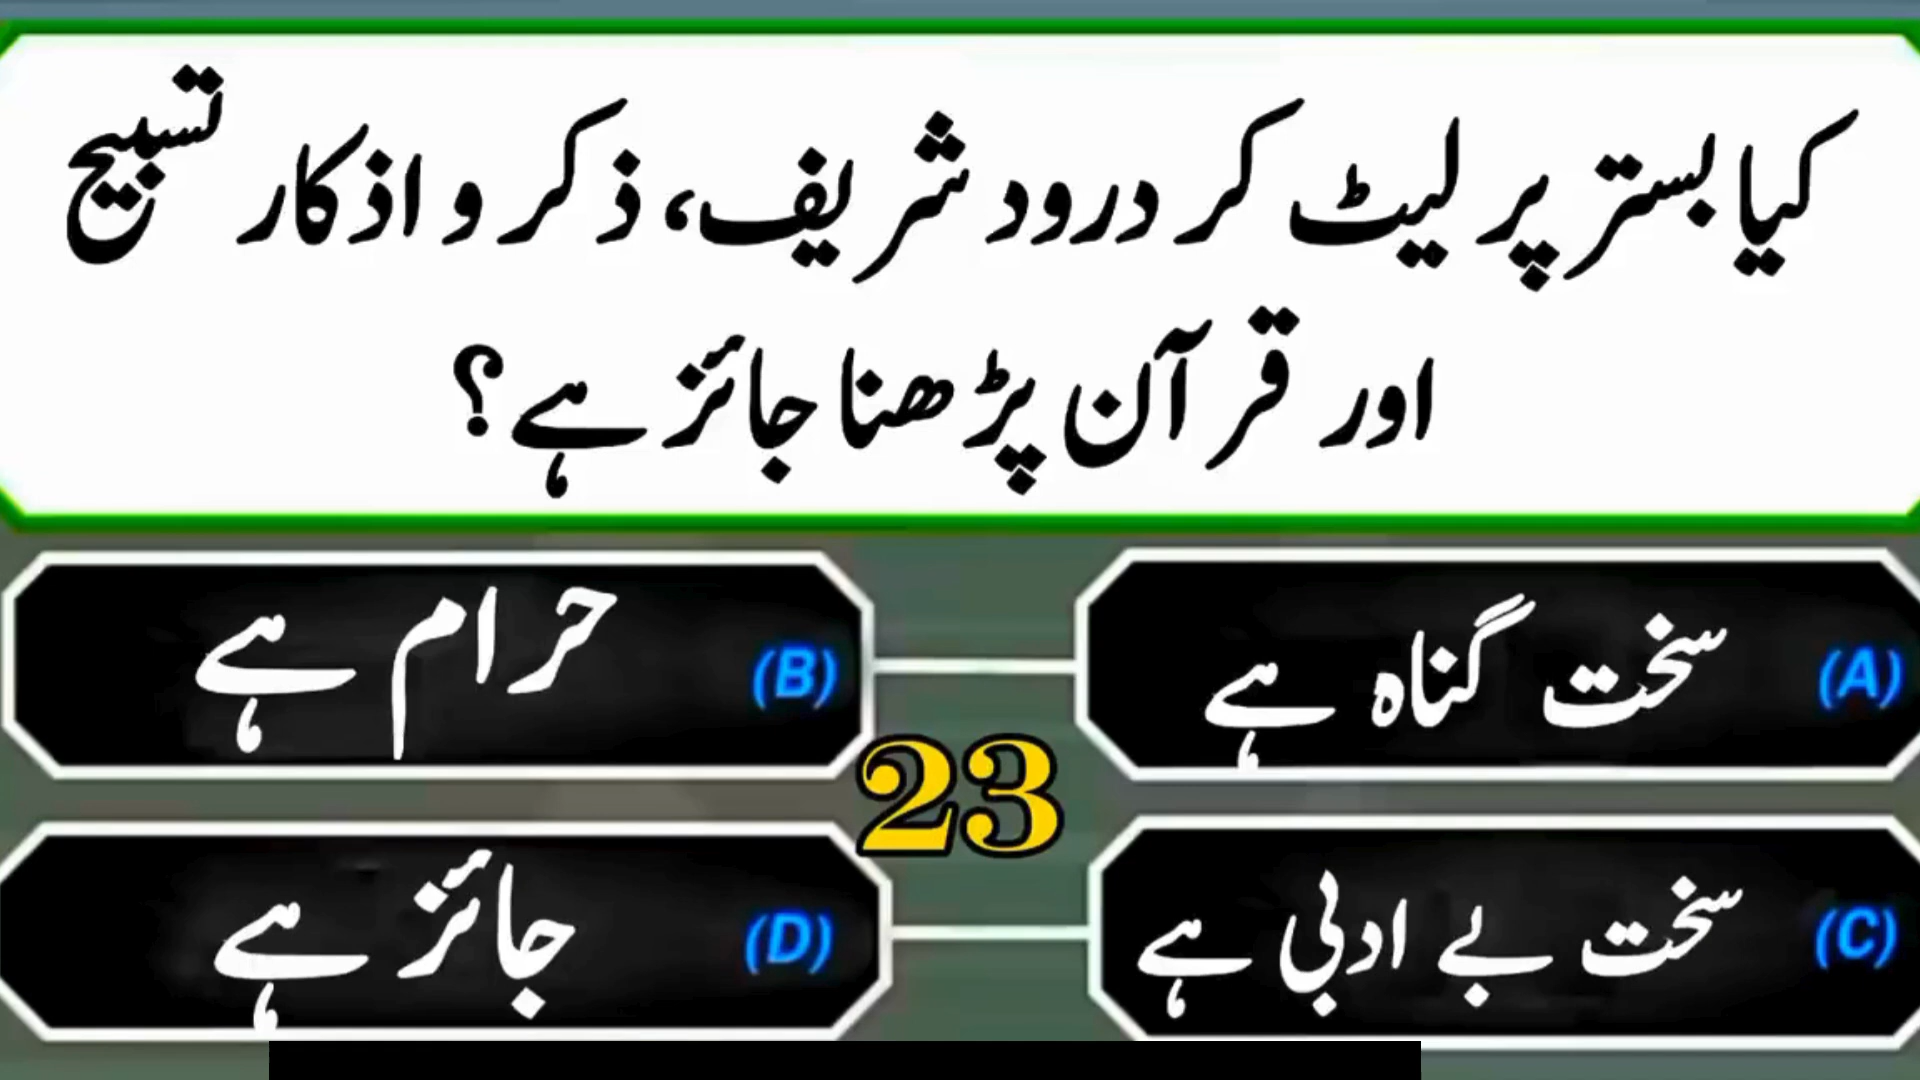 کیا بستر پر لیٹ کر درود شریف، ذکر و اذکار تسبیح
اور قرآن پڑھنا جائز ہے؟
(A) سخت گناہ ہے
(B) حرام ہے
23
(C) سخت بے ادبی ہے
(D) جائز ہے